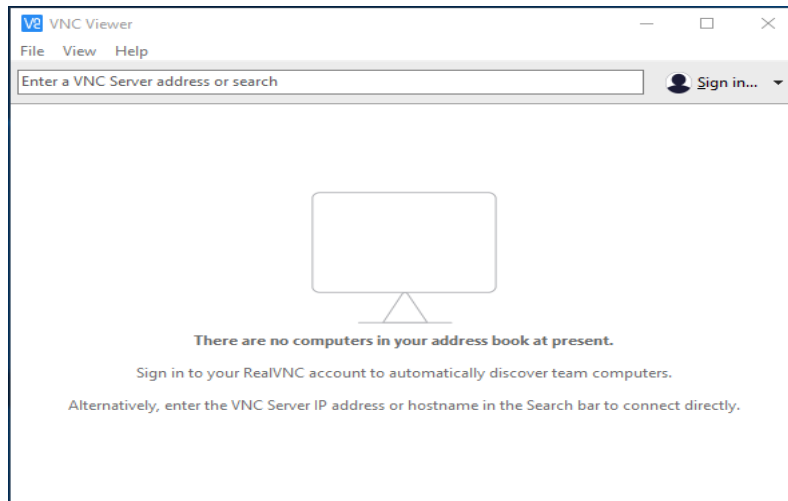 V2 VNC Viewer
File View Help
Enter a VNC Server address or search
Sign in...
There are no computers in your address book at present.
Sign in to your RealVNC account to automatically discover team computers.
Alternatively, enter the VNC Server IP address or hostname in the Search bar to connect directly.